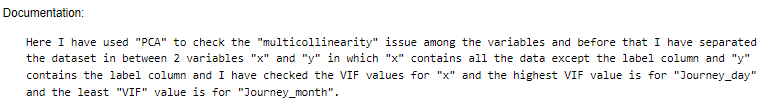 Documentation:
Here I have used "PCA" to check the "multicollinearity" issue among the variables and before that I have separated
the dataset in between 2 variables "x" and "y" in which "x" contains all the data except the label column and "y"
contains the label column and I have checked the VIF values for "x" and the highest VIF value is for "Journey_day"
and the least "VIF" value is for "Journey_month".